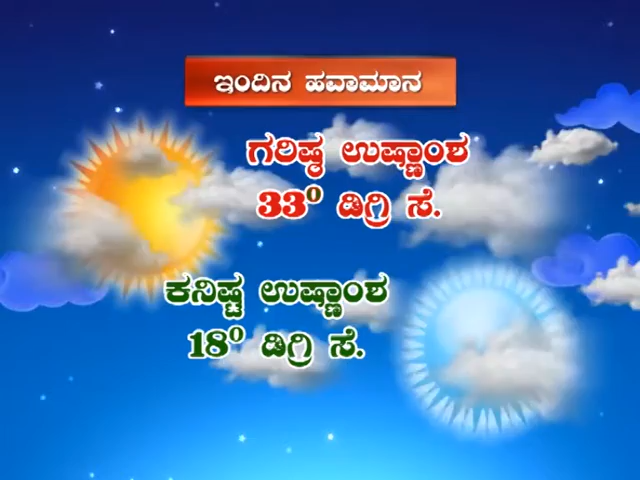 ಇಂದಿನ ಹವಾಮಾನ
ಗರಿಷ್ಠ ಉಷ್ಣಾಂಶ
33⁰ ಡಿಗ್ರಿ ಸೆ.
ಕನಿಷ್ಟ ಉಷ್ಣಾಂಶ
18⁰ ಡಿಗ್ರಿ ಸೆ.